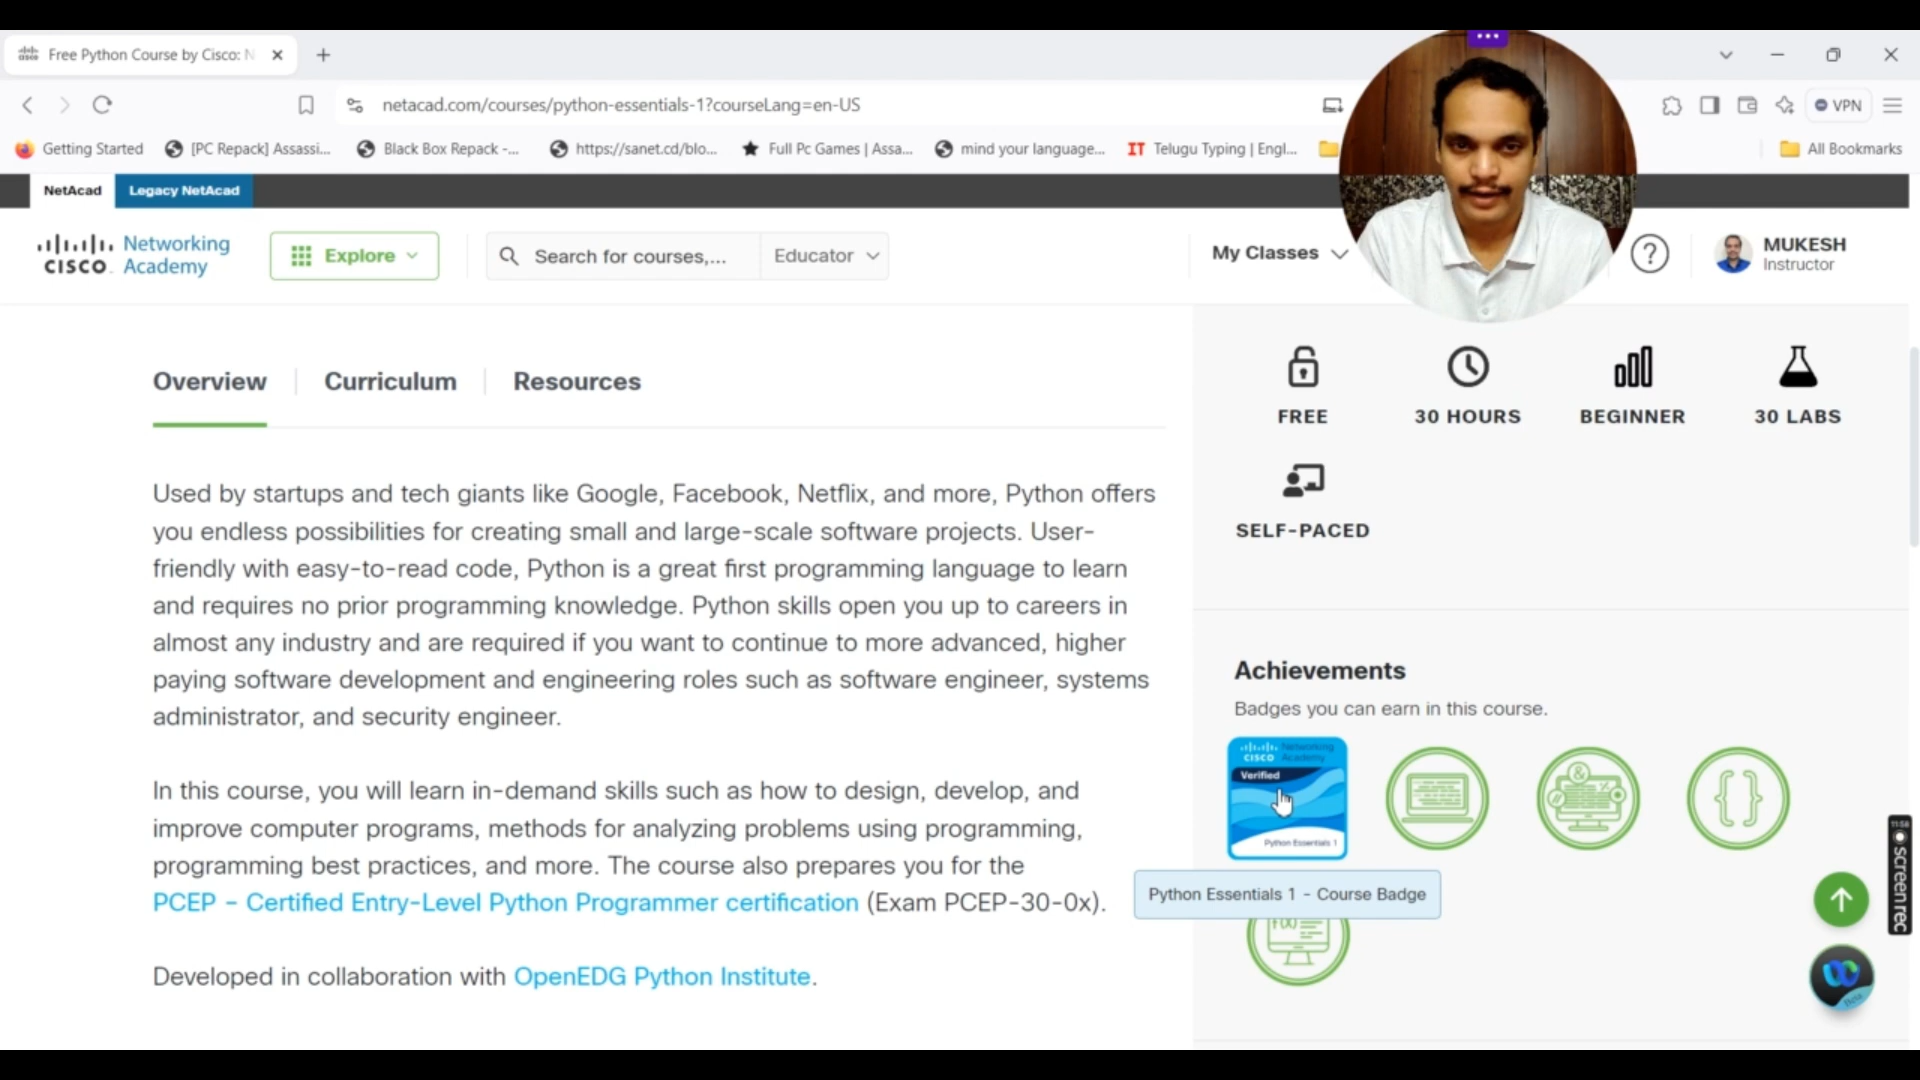 Free Python Course by Cisco: N
netacad.com/courses/python-essentials-1?courseLang=en-US
VPN
Getting Started
[PC Repack] Assassi...
Black Box Repack -...
https://sanet.cd/blo...
Full Pc Games | Assa...
mind your language...
IT Telugu Typing | Engl...
All Bookmarks
NetAcad
Legacy NetAcad
CISCO
Networking
Academy
Explore
Search for courses,...
Educator
My Classes
?
MUKESH
Instructor
Overview
Curriculum
Resources
Used by startups and tech giants like Google, Facebook, Netflix, and more, Python offers
you endless possibilities for creating small and large-scale software projects. User-
friendly with easy-to-read code, Python is a great first programming language to learn
and requires no prior programming knowledge. Python skills open you up to careers in
almost any industry and are required if you want to continue to more advanced, higher
paying software development and engineering roles such as software engineer, systems
administrator, and security engineer.
In this course, you will learn in-demand skills such as how to design, develop, and
improve computer programs, methods for analyzing problems using programming,
programming best practices, and more. The course also prepares you for the
PCEP – Certified Entry-Level Python Programmer certification (Exam PCEP-30-0x).
Developed in collaboration with OpenEDG Python Institute.
FREE
30 HOURS
BEGINNER
30 LABS
SELF-PACED
Achievements
Badges you can earn in this course.
CISCO
Networking
Academy
Verified
Python Essentials 1
Python Essentials 1 - Course Badge
f(x)
Beta
11:58
screenrec